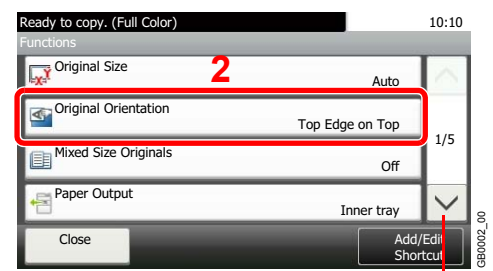 Ready to copy. (Full Color) 10:10
Functions
Original Size
2
Auto
Original Orientation
Top Edge on Top
1/5
Mixed Size Originals
Off
Paper Output
Inner tray
Close
Add/Edit
Shortcut
GB0002_00